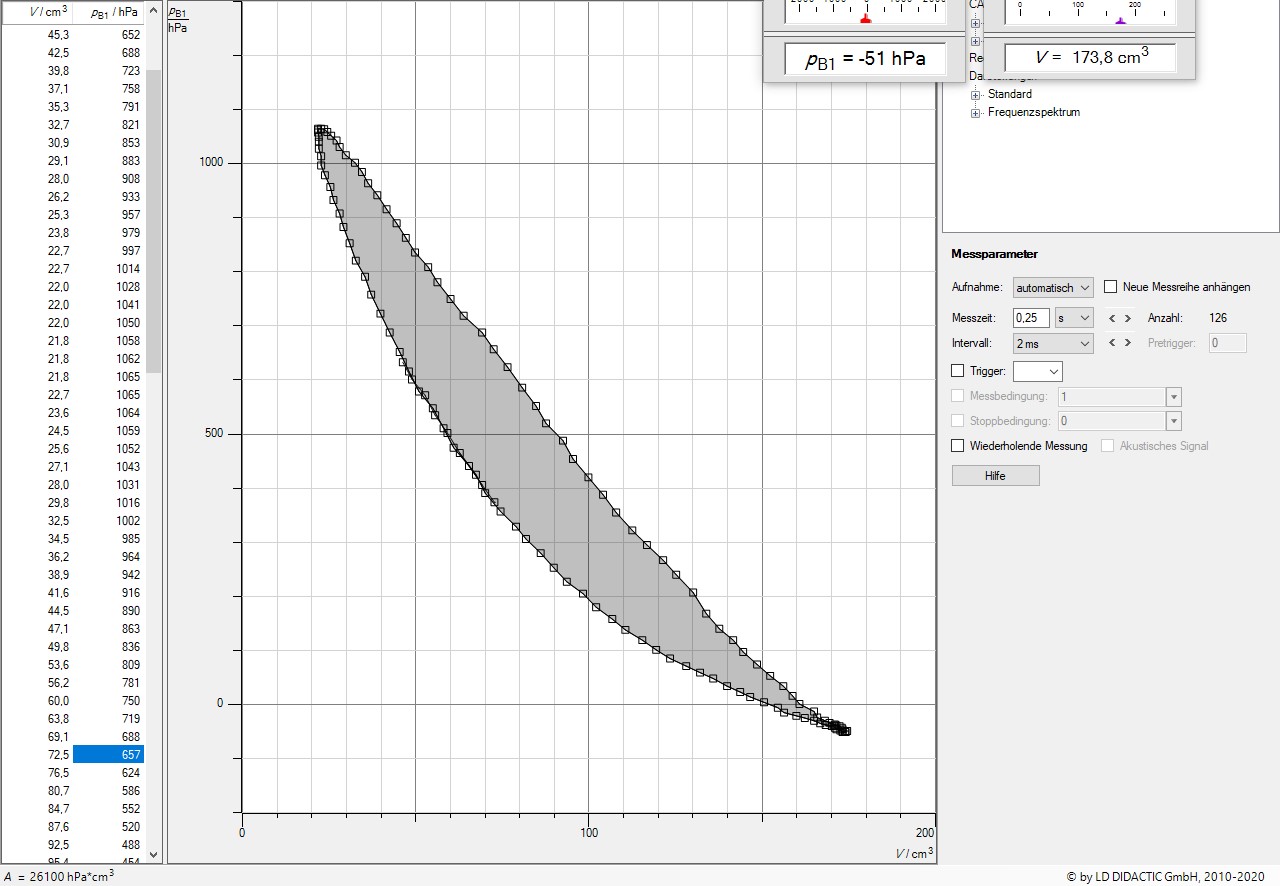 V / cm³ pB1 / hPa
45,3 652
42,5 688
39,8 723
37,1 758
35,3 791
32,7 821
30,9 853
29,1 883
28,0 908
26,2 933
25,3 957
23,8 979
22,7 997
22,7 1014
22,0 1028
22,0 1041
22,0 1050
21,8 1058
21,8 1062
21,8 1065
22,7 1065
23,6 1064
24,5 1059
25,6 1052
27,1 1043
28,0 1031
29,8 1016
32,5 1002
34,5 985
36,2 964
38,9 942
41,6 916
44,5 890
47,1 863
49,8 836
53,6 809
56,2 781
60,0 750
63,8 719
69,1 688
72,5 657
76,5 624
80,7 586
84,7 552
87,6 520
92,5 488
95,4 454
pB1
hPa
1000
500
0
0 100 200
V / cm³
2000 1000 0 1000 2000
pB1 = -51 hPa
0 100 200
V = 173,8 cm³
CA
Re
Darstellungen
Standard
Frequenzspektrum
Messparameter
Aufnahme: automatisch Neue Messreihe anhängen
Messzeit: 0,25 s < > Anzahl: 126
Intervall: 2 ms < > Pretrigger: 0
Trigger:
Messbedingung: 1
Stoppbedingung: 0
Wiederholende Messung Akustisches Signal
Hilfe
A = 26100 hPa*cm³
© by LD DIDACTIC GmbH, 2010-2020